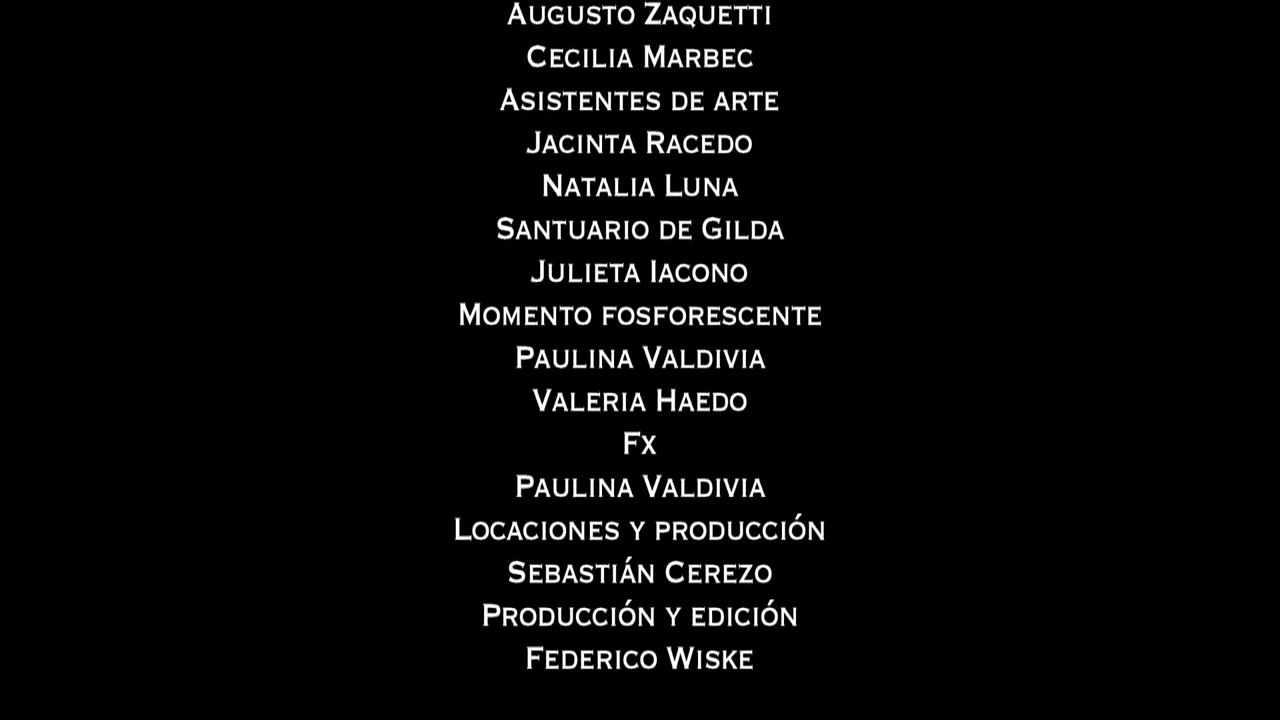 Augusto Zaquetti
Cecilia Marbec
Asistentes de arte
Jacinta Racedo
Natalia Luna
Santuario de Gilda
Julieta Iacono
Momento fosforescente
Paulina Valdivia
Valeria Haedo
Fx
Paulina Valdivia
Locaciones y producción
Sebastián Cerezo
Producción y edición
Federico Wiske